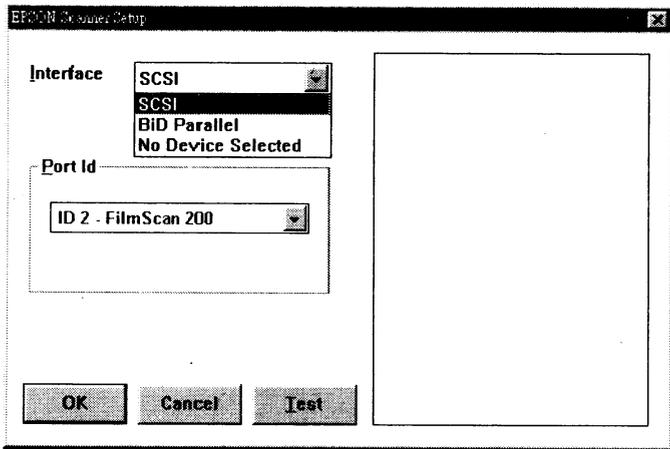 EPSON Scanner Setup
Interface
SCSI
SCSI
BiD Parallel
No Device Selected
Port Id
ID 2 - FilmScan 200
OK
Cancel
Test